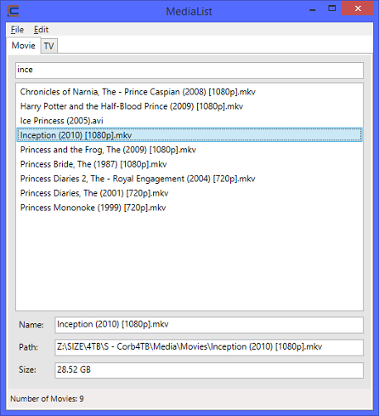 MediaList
File Edit
Movie TV
ince
Chronicles of Narnia, The - Prince Caspian (2008) [1080p].mkv
Harry Potter and the Half-Blood Prince (2009) [1080p].mkv
Ice Princess (2005).avi
Inception (2010) [1080p].mkv
Princess and the Frog, The (2009) [1080p].mkv
Princess Bride, The (1987) [1080p].mkv
Princess Diaries 2, The - Royal Engagement (2004) [720p].mkv
Princess Diaries, The (2001) [720p].mkv
Princess Mononoke (1999) [720p].mkv
Name: Inception (2010) [1080p].mkv
Path: Z:\SIZE\4TB\S - Corb4TB\Media\Movies\Inception (2010) [1080p].mkv
Size: 28.52 GB
Number of Movies: 9